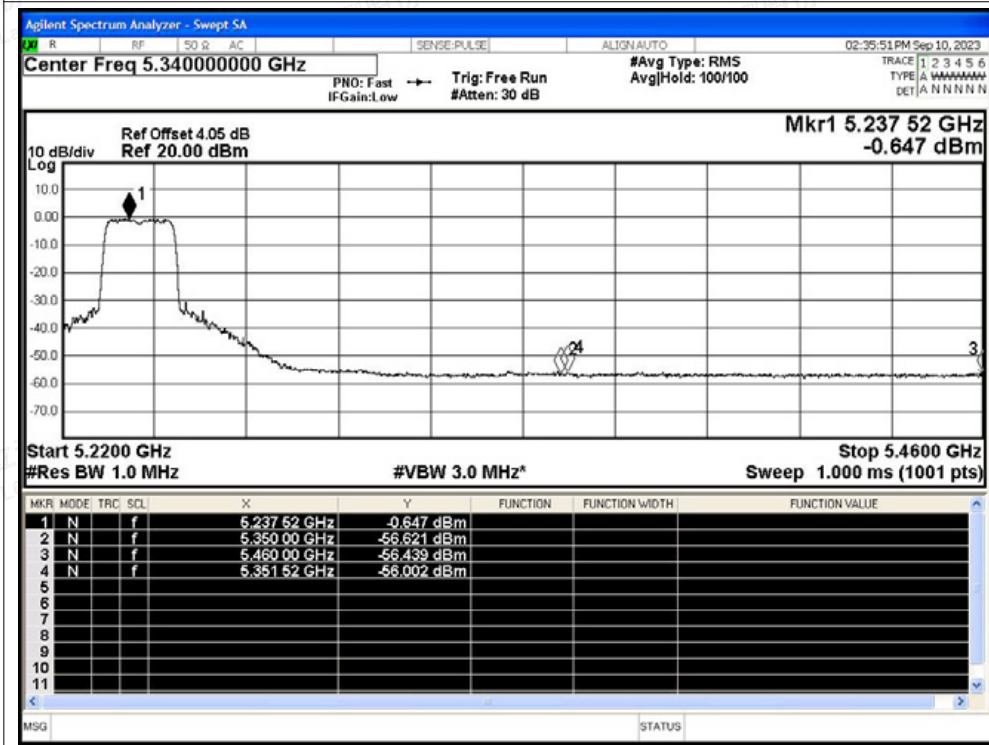 Agilent Spectrum Analyzer - Swept SA
LXI R RF 50 Ω AC SENSE:PULSE ALIGN AUTO 02:35:51 PM Sep 10, 2023
Center Freq 5.340000000 GHz
PNO: Fast
IFGain:Low
Trig: Free Run
#Atten: 30 dB
#Avg Type: RMS
Avg|Hold: 100/100
TRACE 1 2 3 4 5 6
TYPE A WWWWW
DET A N N N N N
Mkr1 5.237 52 GHz
-0.647 dBm
Ref Offset 4.05 dB
10 dB/div Ref 20.00 dBm
Log
10.0
0.00
-10.0
-20.0
-30.0
-40.0
-50.0
-60.0
-70.0
1
2 4
3
Start 5.2200 GHz Stop 5.4600 GHz
#Res BW 1.0 MHz #VBW 3.0 MHz* Sweep 1.000 ms (1001 pts)
MKR MODE TRC SCL X Y FUNCTION FUNCTION WIDTH FUNCTION VALUE
1 N f 5.237 52 GHz -0.647 dBm
2 N f 5.350 00 GHz -56.621 dBm
3 N f 5.460 00 GHz -56.439 dBm
4 N f 5.351 52 GHz -56.002 dBm
5
6
7
8
9
10
11
MSG STATUS